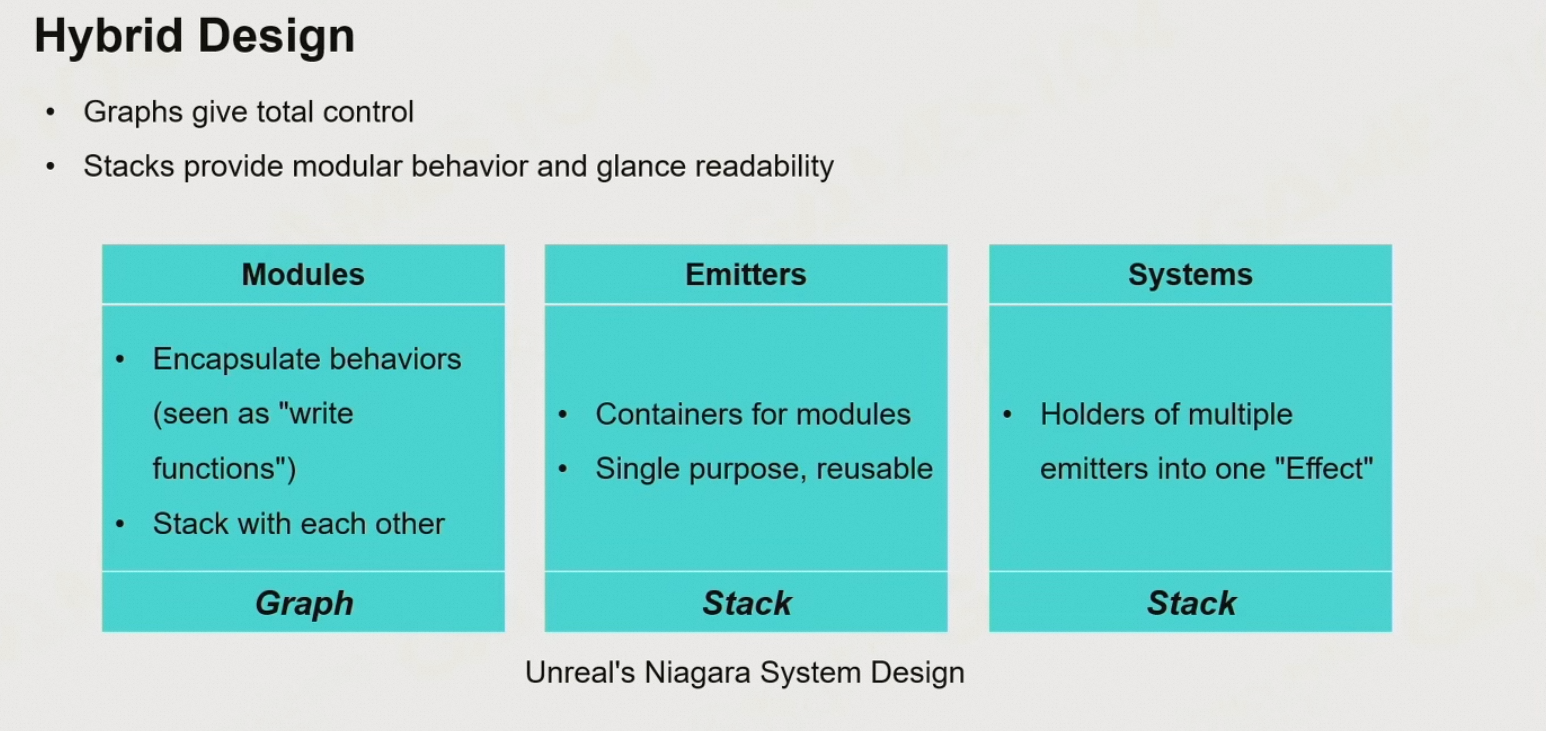 Hybrid Design
• Graphs give total control
• Stacks provide modular behavior and glance readability
Modules
• Encapsulate behaviors
(seen as "write
functions")
• Stack with each other
Graph
Emitters
• Containers for modules
• Single purpose, reusable
Stack
Systems
• Holders of multiple
emitters into one "Effect"
Stack
Unreal's Niagara System Design